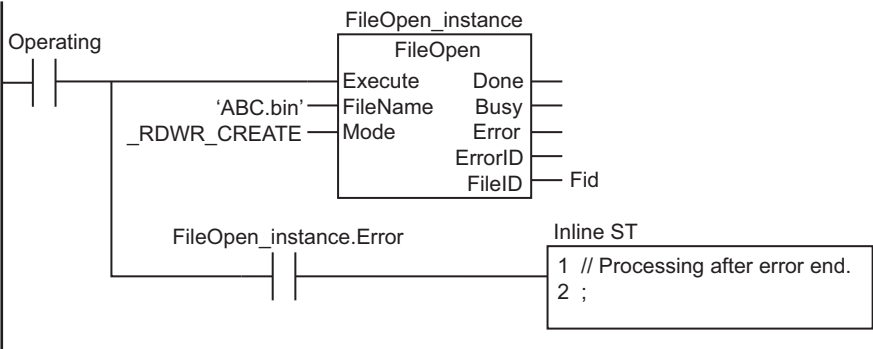 FileOpen_instance
Operating
FileOpen
Execute Done
'ABC.bin' FileName Busy
_RDWR_CREATE Mode Error
ErrorID
FileID Fid
FileOpen_instance.Error
Inline ST
1 // Processing after error end.
2 ;